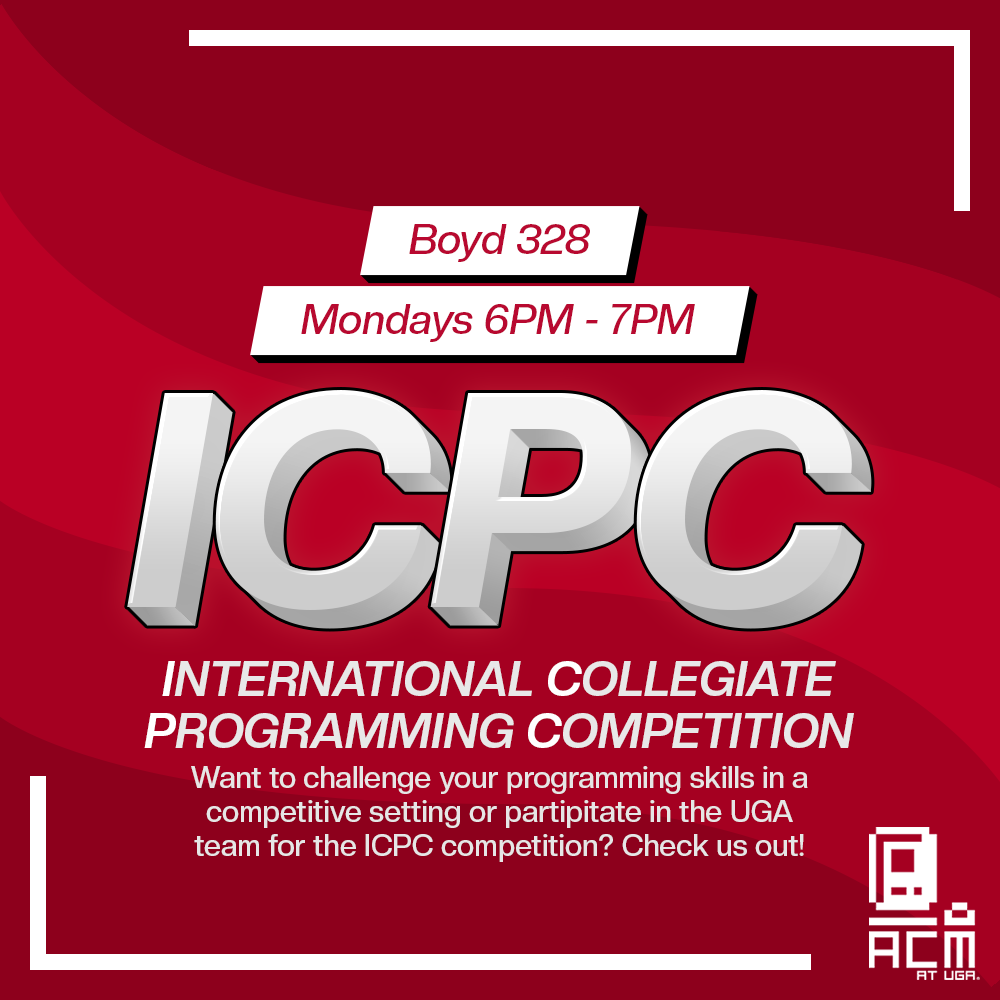 Boyd 328
Mondays 6PM - 7PM
ICPC
INTERNATIONAL COLLEGIATE
PROGRAMMING COMPETITION
Want to challenge your programming skills in a
competitive setting or partipitate in the UGA
team for the ICPC competition? Check us out!
ACM
AT UGA.